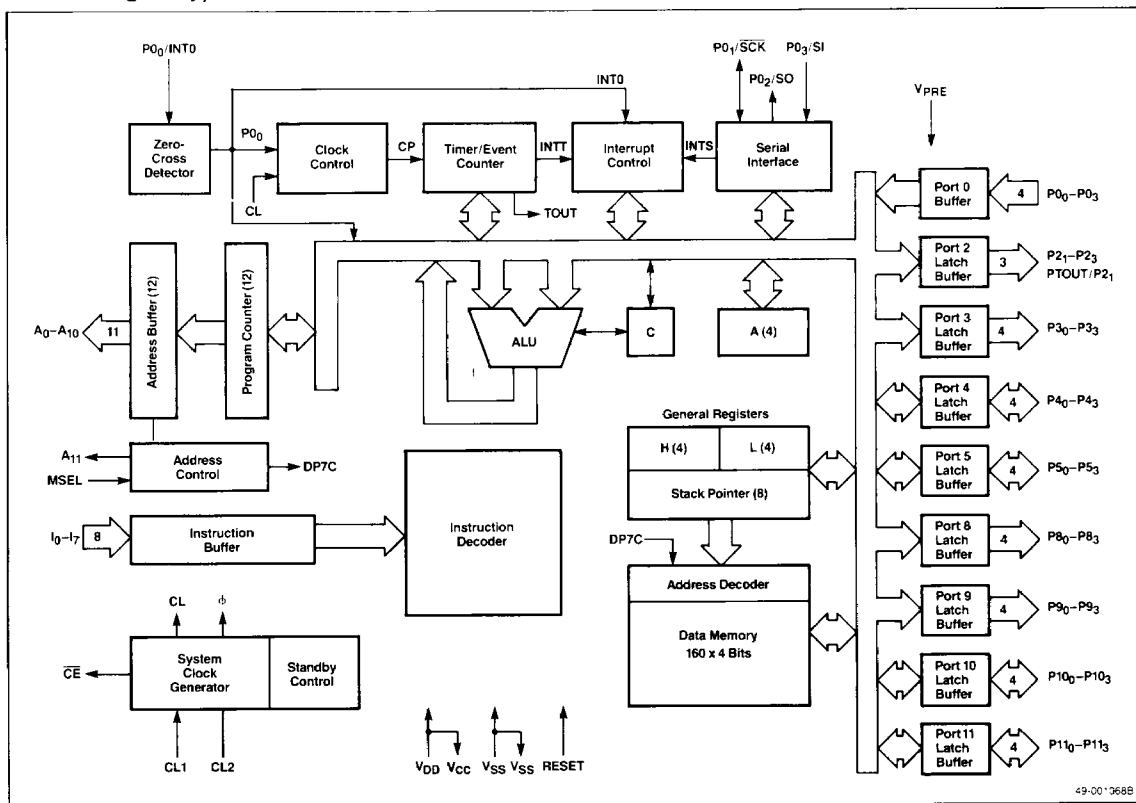 P0₀/INT0
P0₁/SCK
P0₃/SI
P0₂/SO
INT0
VPRE
Zero-
Cross
Detector
P0₀
Clock
Control
CL
CP
Timer/Event
Counter
INTT
Interrupt
Control
INTS
Serial
Interface
TOUT
Port 0
Buffer
4
P0₀–P0₃
Port 2
Latch
Buffer
3
P2₁–P2₃
PTOUT/P2₁
A₀–A₁₀
11
Address Buffer (12)
Program Counter (12)
ALU
C
A (4)
Port 3
Latch
Buffer
4
P3₀–P3₃
Port 4
Latch
Buffer
4
P4₀–P4₃
A₁₁
MSEL
Address
Control
DP7C
General Registers
H (4)
L (4)
Stack Pointer (8)
Port 5
Latch
Buffer
4
P5₀–P5₃
I₀–I₇
8
Instruction
Buffer
Instruction
Decoder
DP7C
Address Decoder
Data Memory
160 x 4 Bits
Port 8
Latch
Buffer
4
P8₀–P8₃
Port 9
Latch
Buffer
4
P9₀–P9₃
CL
ϕ
CE
System
Clock
Generator
Standby
Control
CL1
CL2
VDD
VCC
VSS
VSS
RESET
Port 10
Latch
Buffer
4
P10₀–P10₃
Port 11
Latch
Buffer
4
P11₀–P11₃